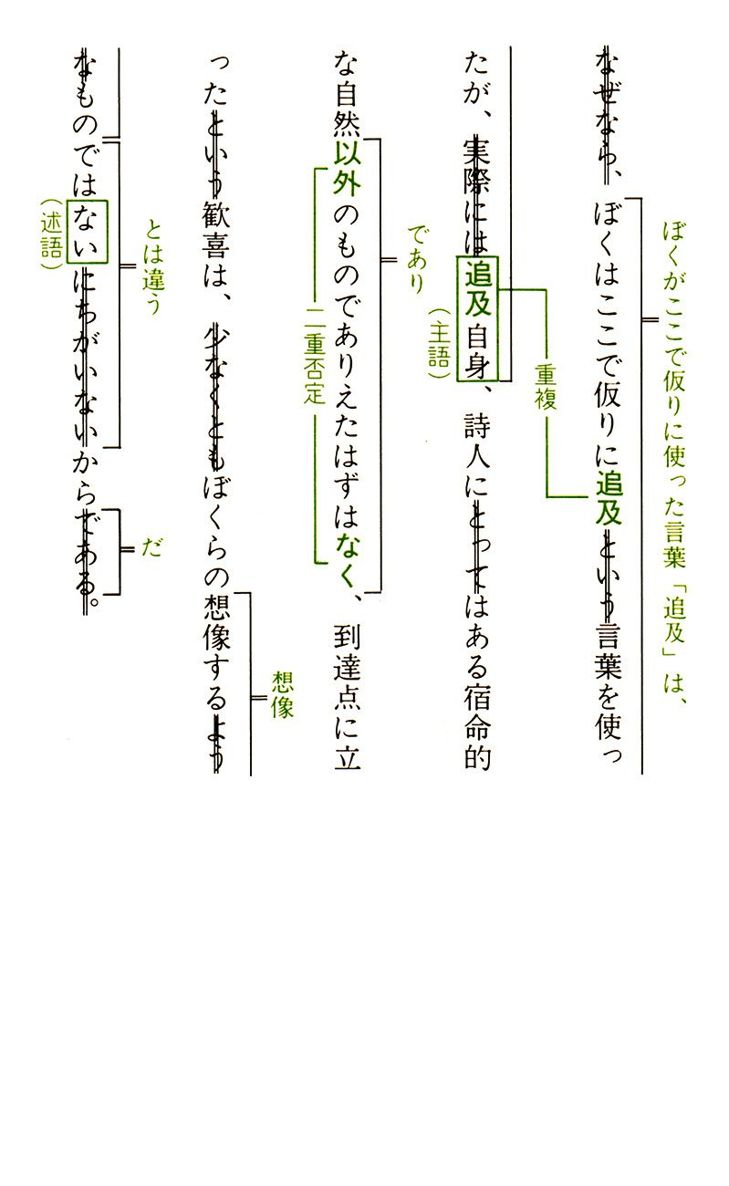 ぼくがここで仮りに使った言葉「追及」は、
なぜなら、ぼくはここで仮りに追及という言葉を使っ
重複
たが、実際には追及自身、詩人にとってはある宿命的
（主語）
であり
な自然以外のものでありえたはずはなく、到達点に立
二重否定
想像
ったという歓喜は、少なくともぼくらの想像するよう
とは違う
だ
なものではないにちがいないからである。
（述語）